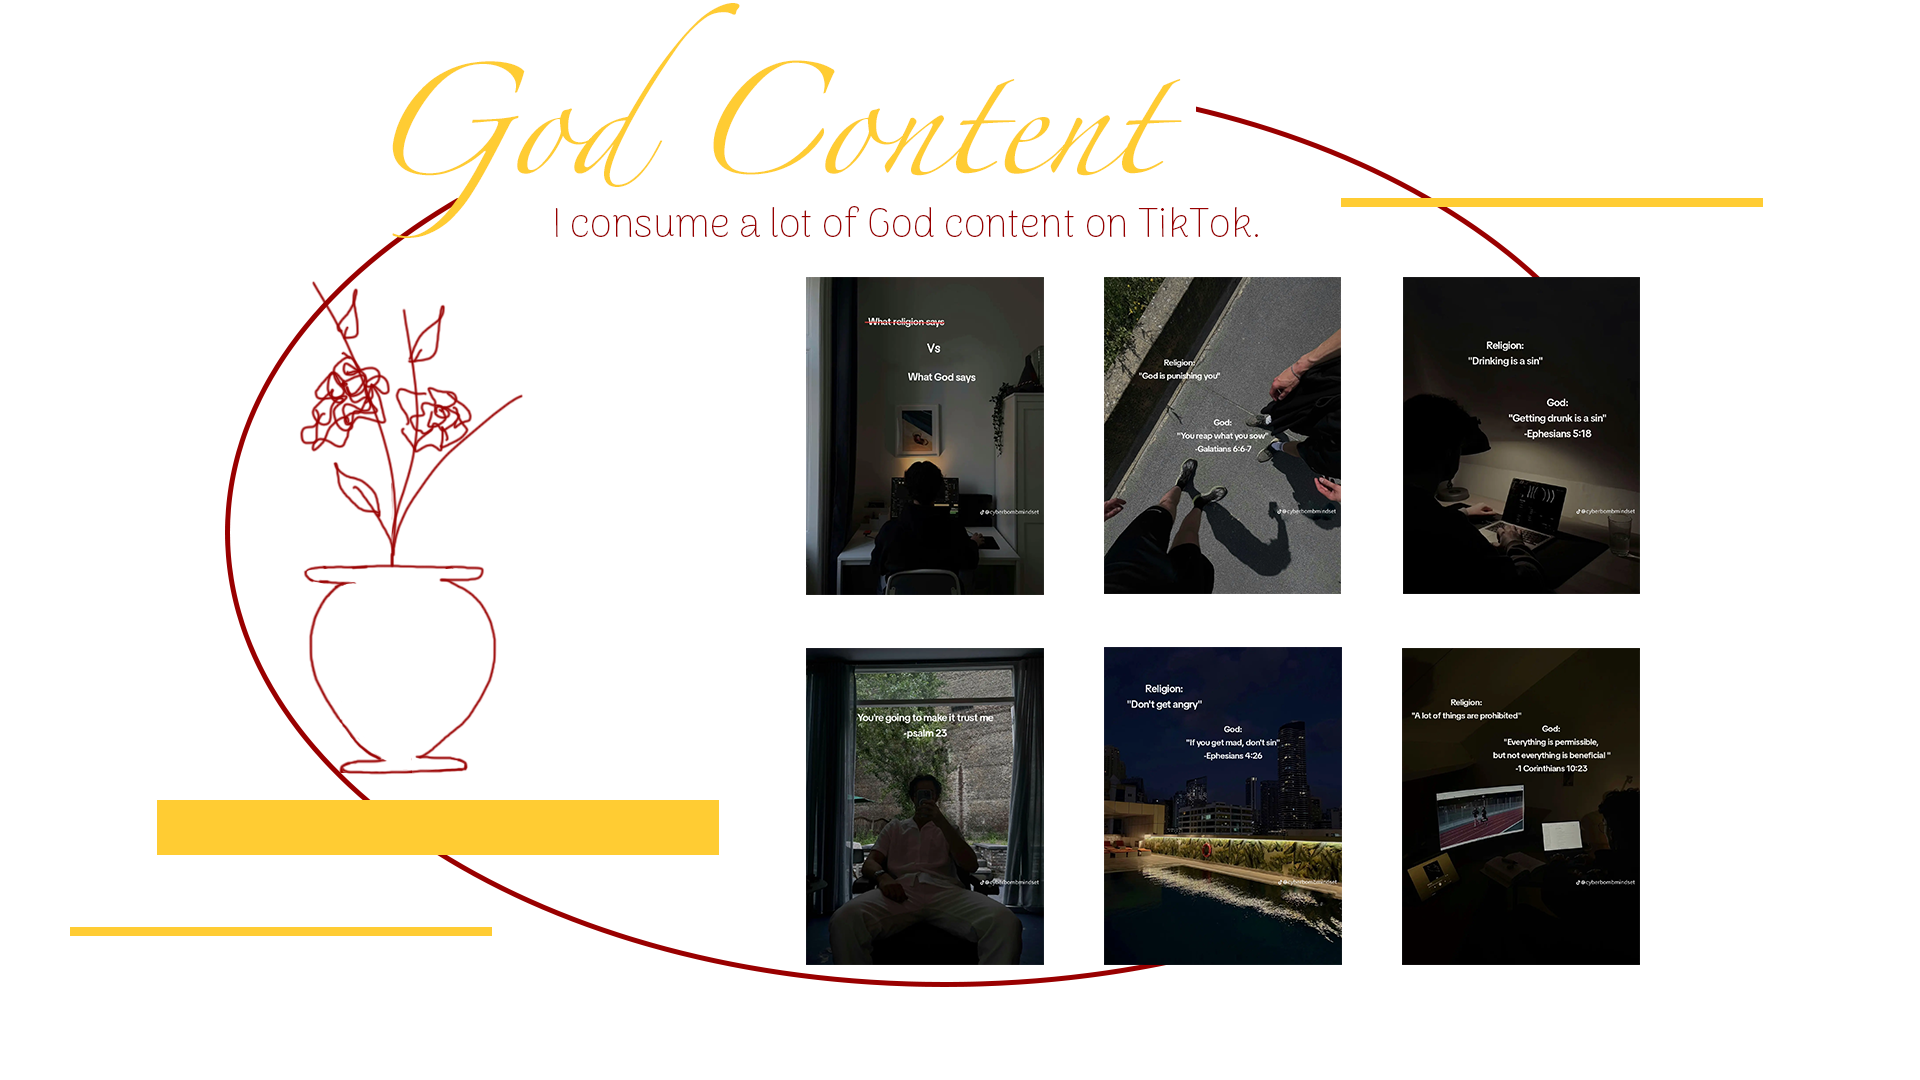 God Content
I consume a lot of God content on TikTok.
What religion says
Vs
What God says
@cyberbombmindset
Religion:
"God is punishing you"
God:
"You reap what you sow"
-Galatians 6:6-7
@cyberbombmindset
Religion:
"Drinking is a sin"
God:
"Getting drunk is a sin"
-Ephesians 5:18
@cyberbombmindset
You're going to make it trust me
-psalm 23
@cyberbombmindset
Religion:
"Don't get angry"
God:
"If you get mad, don't sin"
-Ephesians 4:26
@cyberbombmindset
Religion:
"A lot of things are prohibited"
God:
"Everything is permissible,
but not everything is beneficial "
-1 Corinthians 10:23
@cyberbombmindset